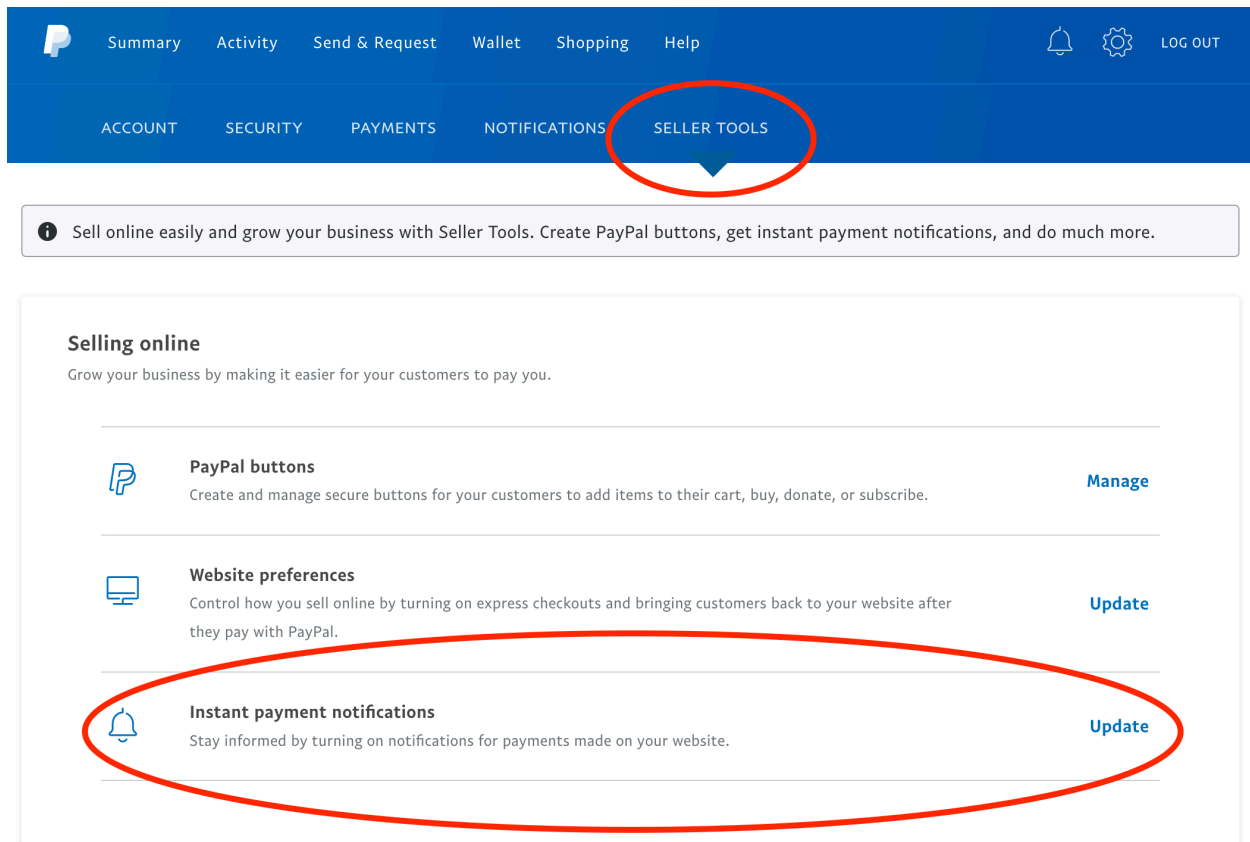 Summary Activity Send & Request Wallet Shopping Help LOG OUT
ACCOUNT SECURITY PAYMENTS NOTIFICATIONS SELLER TOOLS
Sell online easily and grow your business with Seller Tools. Create PayPal buttons, get instant payment notifications, and do much more.
Selling online
Grow your business by making it easier for your customers to pay you.
PayPal buttons
Create and manage secure buttons for your customers to add items to their cart, buy, donate, or subscribe.
Manage
Website preferences
Control how you sell online by turning on express checkouts and bringing customers back to your website after
they pay with PayPal.
Update
Instant payment notifications
Stay informed by turning on notifications for payments made on your website.
Update